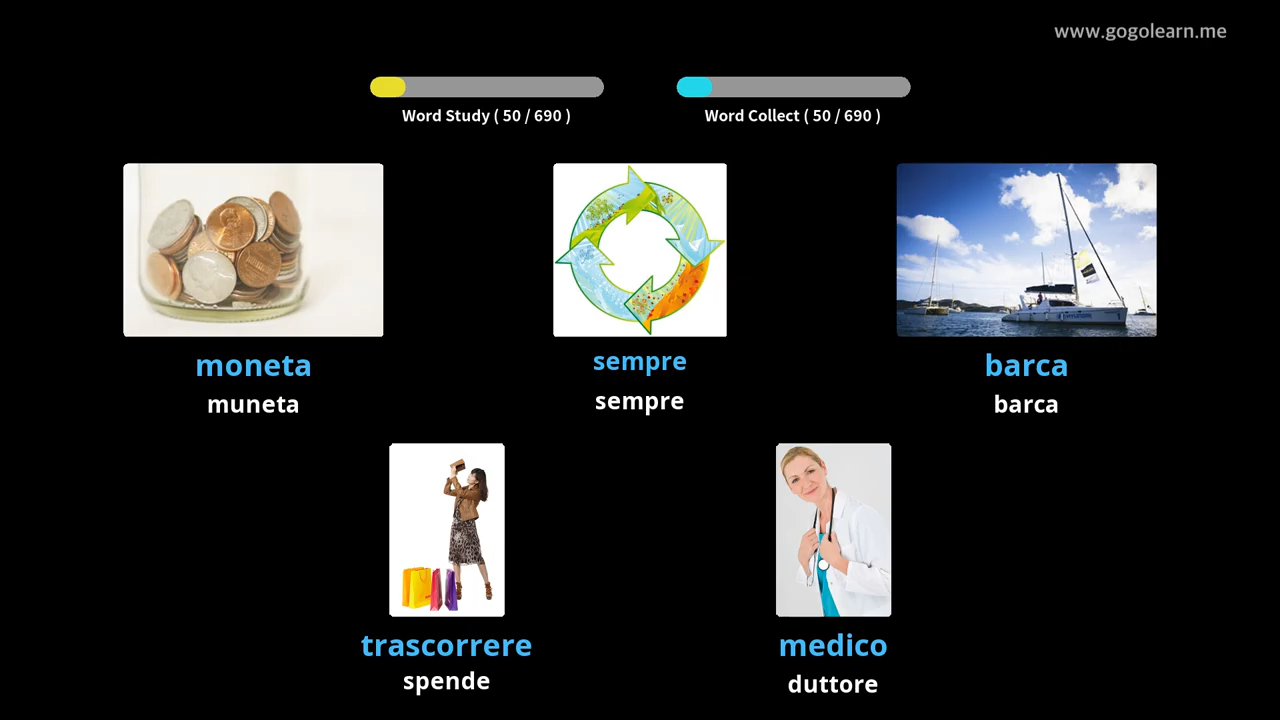 www.gogolearn.me
Word Study ( 50 / 690 )
Word Collect ( 50 / 690 )
moneta
muneta
sempre
sempre
barca
barca
trascorrere
spende
medico
duttore